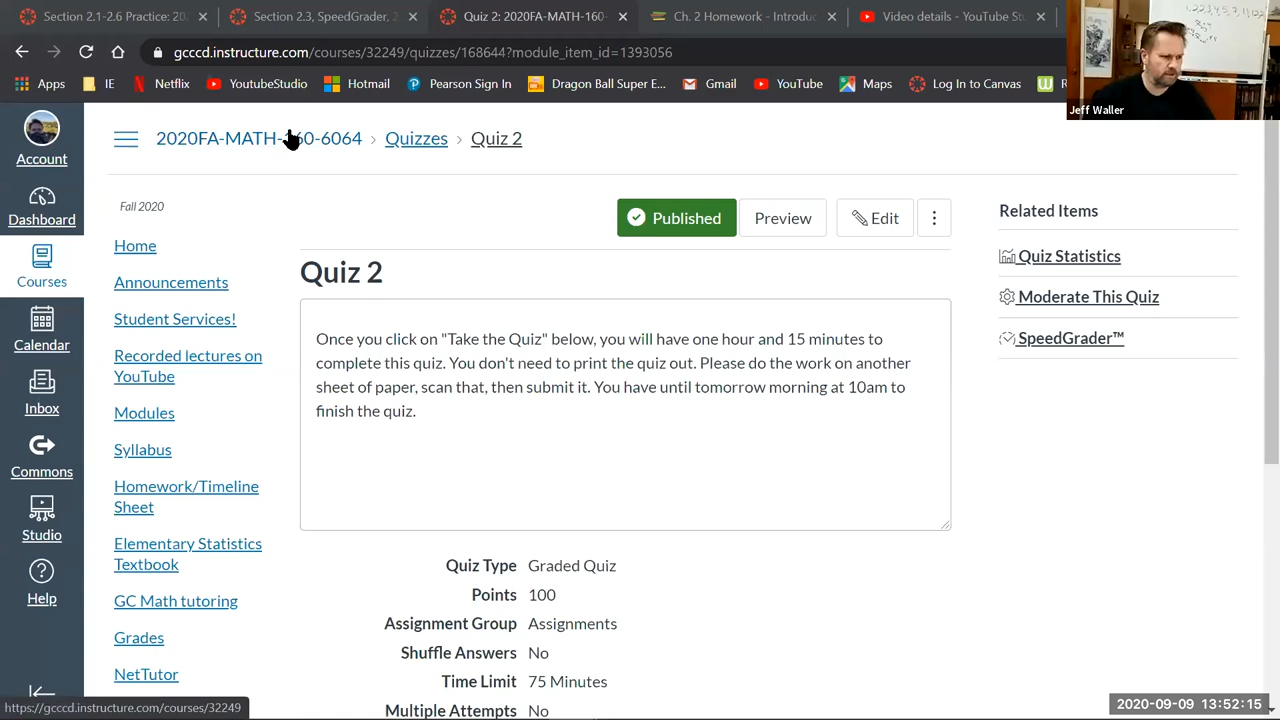 Section 2.1-2.6 Practice: 20
Section 2.3, SpeedGrader, 2
Quiz 2: 2020FA-MATH-160-
Ch. 2 Homework - Introduc
Video details - YouTube Stu
gcccd.instructure.com/courses/32249/quizzes/118644?module_item_id=1393056
Apps
IE
Netflix
YoutubeStudio
Hotmail
PearsonSignIn
Dragon Ball Super E...
Gmail
YouTube
Maps
Log In to Canvas
R
Jeff Waller
Account
Dashboard
Courses
Calendar
Inbox
Commons
Studio
Help
2020FA-MATH-160-6064 › Quizzes › Quiz 2
Fall 2020
Home
Announcements
Student Services!
Recorded lectures on
YouTube
Modules
Syllabus
Homework/Timeline
Sheet
Elementary Statistics
Textbook
GC Math tutoring
Grades
NetTutor
Published
Preview
Edit
Quiz 2
Once you click on "Take the Quiz" below, you will have one hour and 15 minutes to
complete this quiz. You don't need to print the quiz out. Please do the work on another
sheet of paper, scan that, then submit it. You have until tomorrow morning at 10am to
finish the quiz.
Quiz Type Graded Quiz
Points 100
Assignment Group Assignments
Shuffle Answers No
Time Limit 75 Minutes
Multiple Attempts No
Related Items
Quiz Statistics
Moderate This Quiz
SpeedGrader™
https://gcccd.instructure.com/courses/32249
2020-09-09 13:52:15